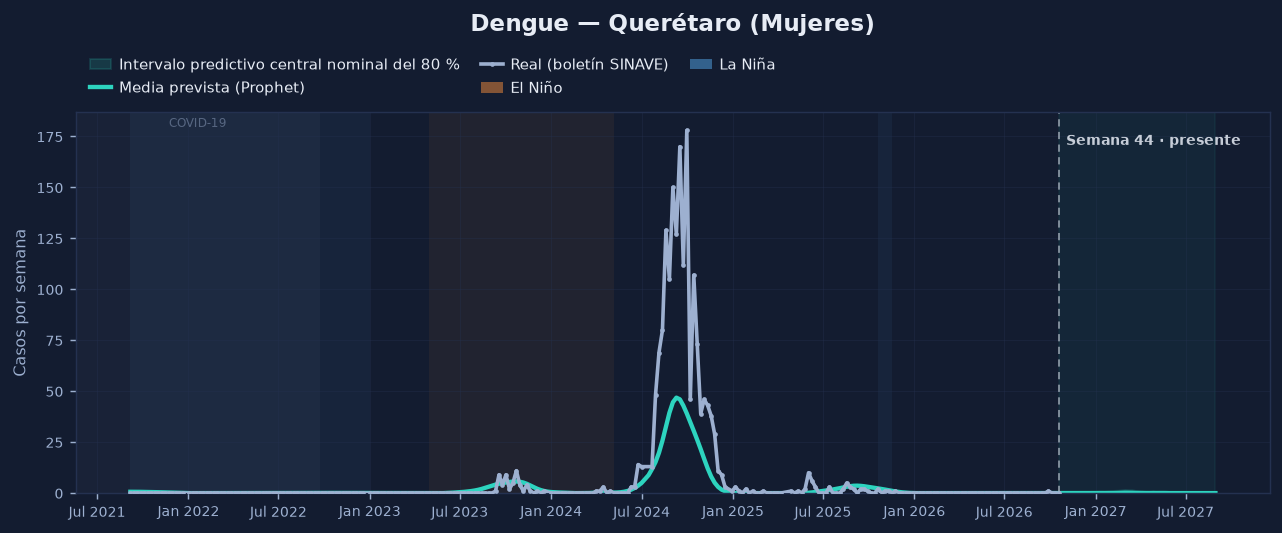 Dengue — Querétaro (Mujeres)
Intervalo predictivo central nominal del 80 %
Real (boletín SINAVE)
La Niña
Media prevista (Prophet)
El Niño
COVID-19
Semana 44 · presente
Casos por semana
175
150
125
100
75
50
25
0
Jul 2021
Jan 2022
Jul 2022
Jan 2023
Jul 2023
Jan 2024
Jul 2024
Jan 2025
Jul 2025
Jan 2026
Jul 2026
Jan 2027
Jul 2027